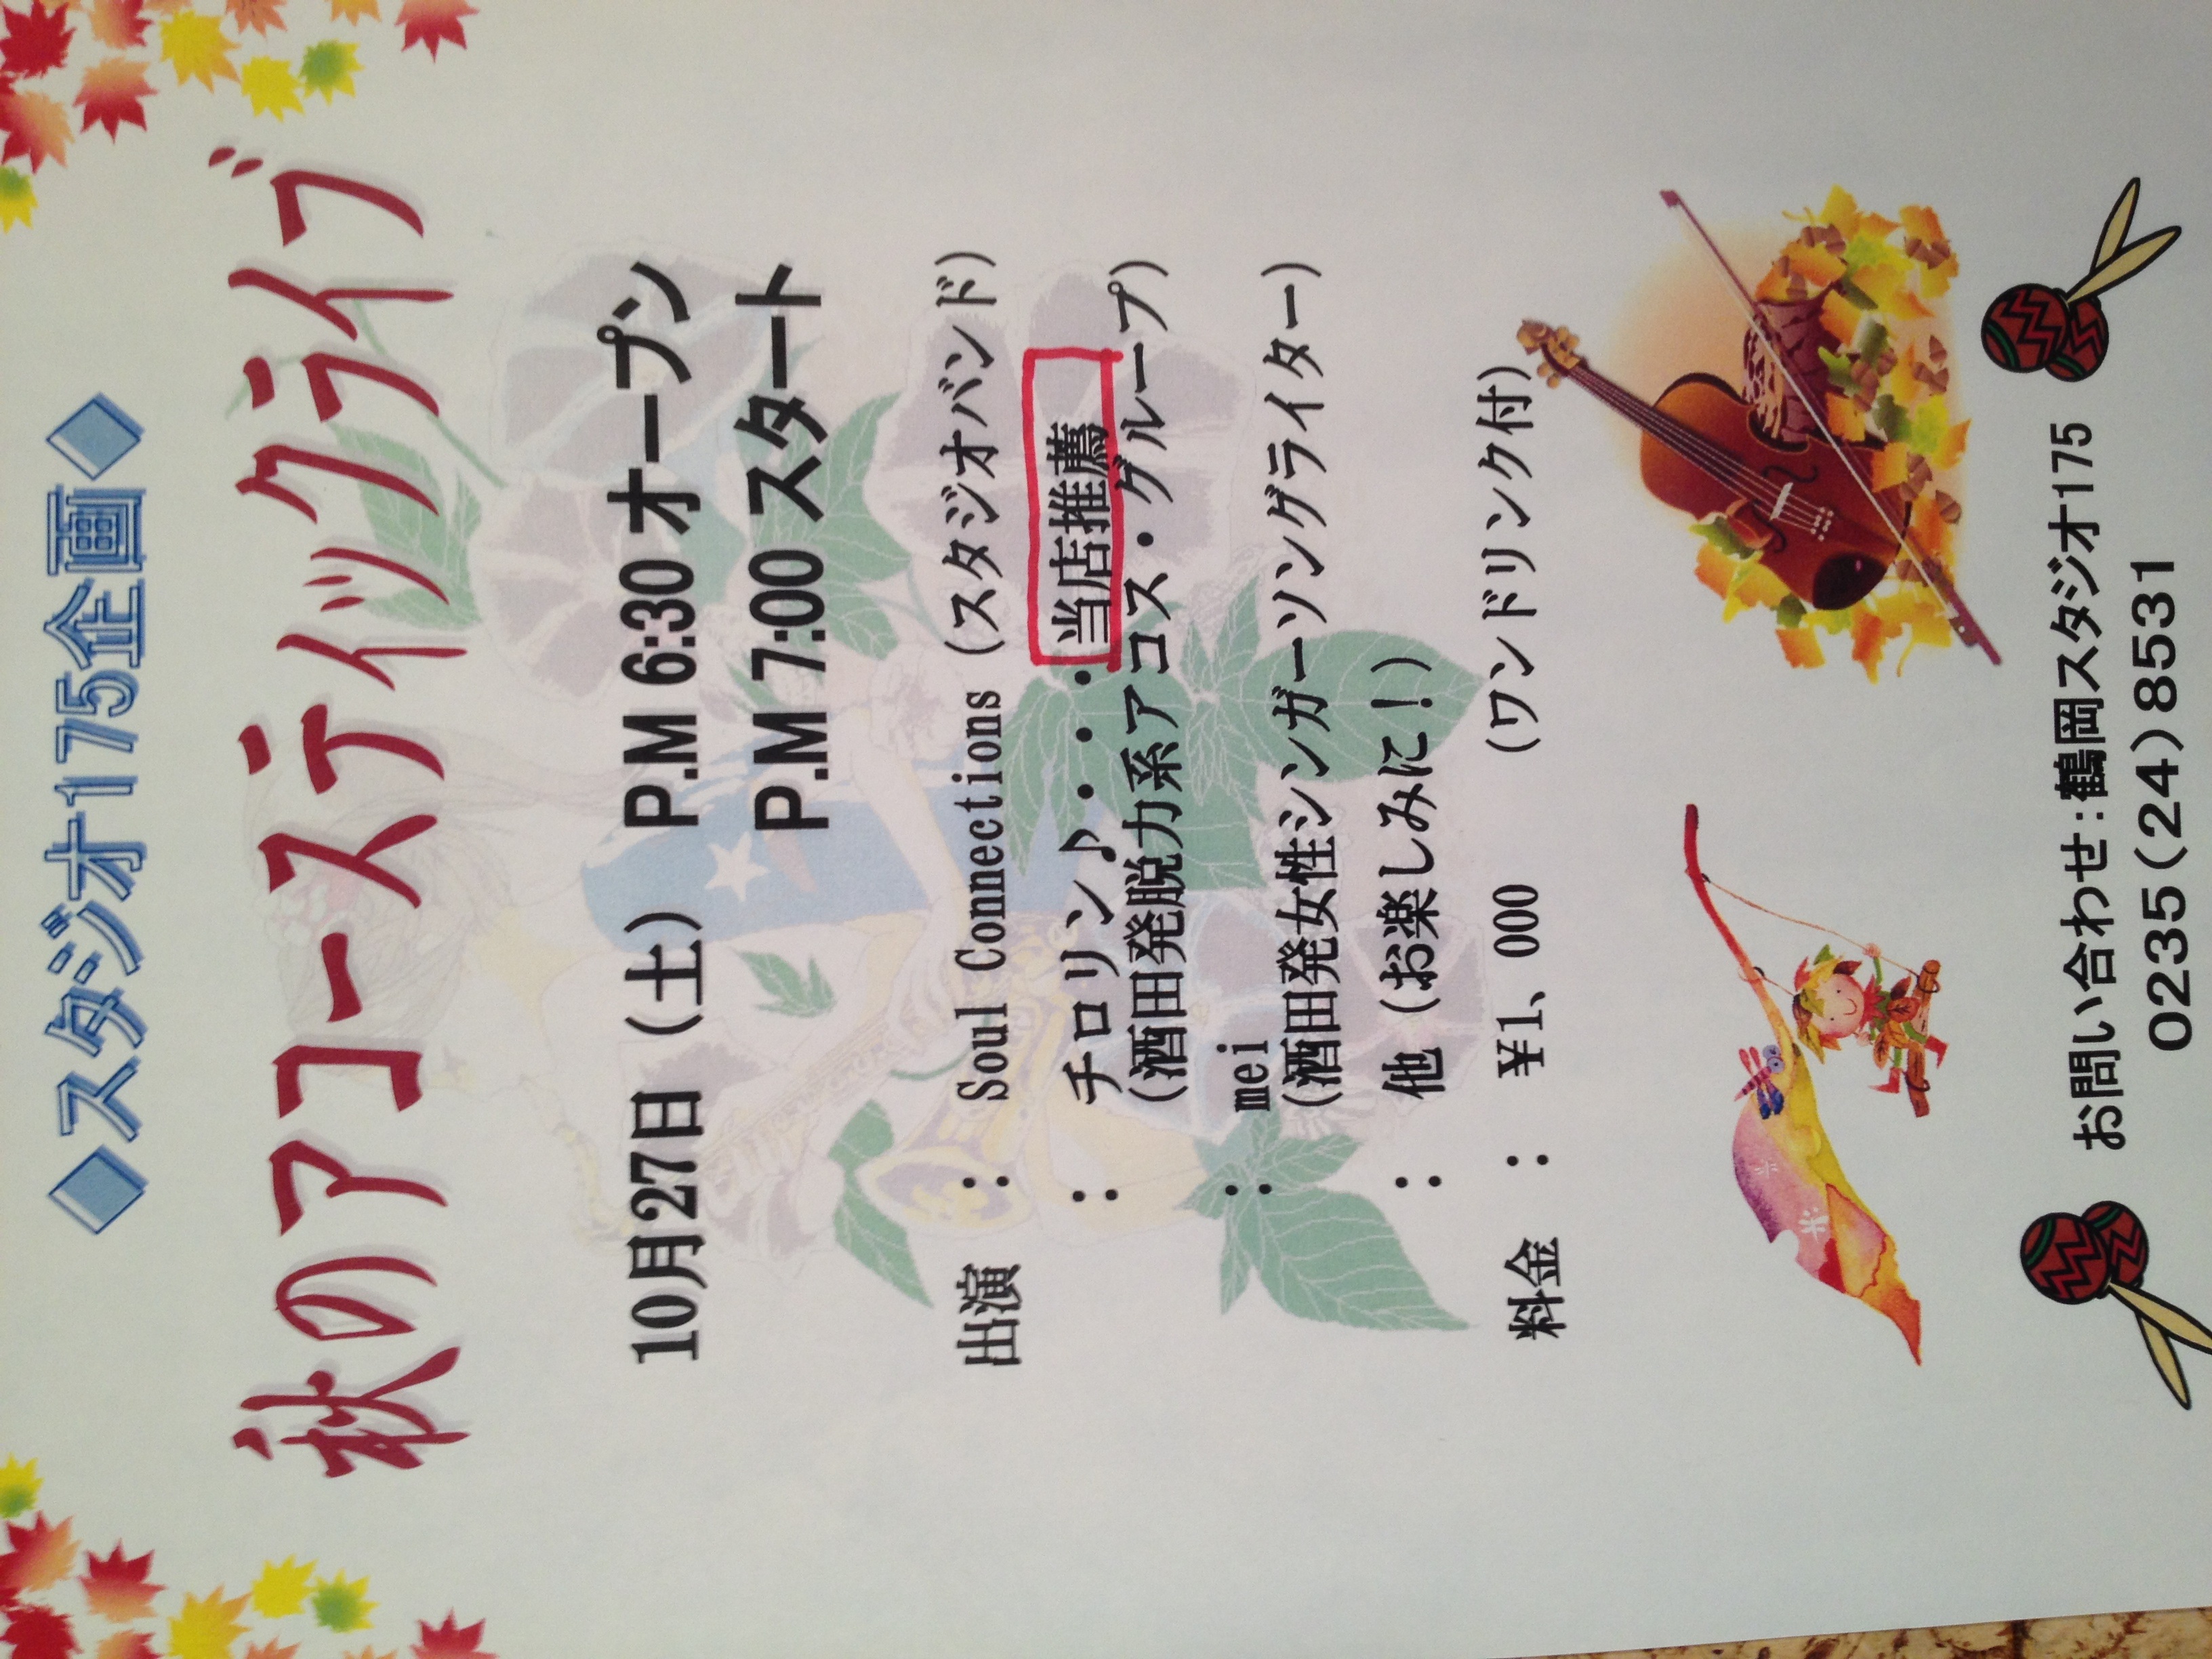 ◆スタジオ175企画◆
秋のアコースティックライブ
10月27日（土） P.M 6:30 オープン
P.M 7:00 スタート
出演 ： Soul Connections （スタジオバンド）
： チロリン♪・・・・当店推薦
（酒田発脱力系アコス・グループ）
： mei
（酒田発女性シンガーソングライター）
： 他（お楽しみに！）
料金 ： ¥1、000 （ワンドリンク付）
お問い合わせ：鶴岡スタジオ175
0235（24）8531